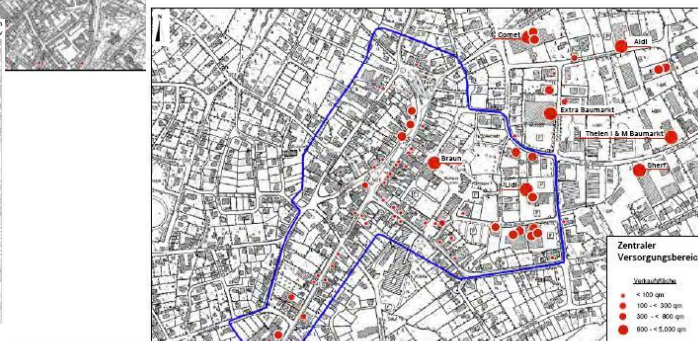 Comet
Aldi
Extra Baumarkt
Thelen I & M Baumarkt
Braun
Sherf
Lidl
Zentraler
Versorgungsbereic
Verkaufsfläche
< 100 qm
100 - < 300 qm
300 - < 800 qm
800 - < 5.000 qm